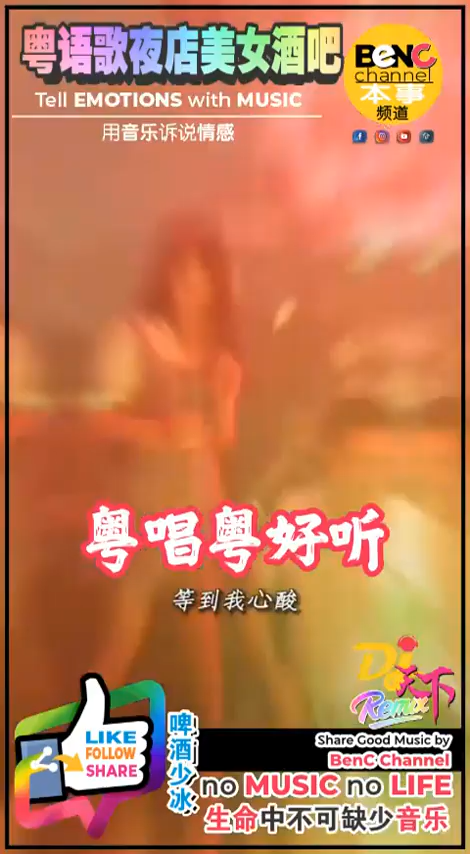 粤语歌夜店美女酒吧
Tell EMOTIONS with MUSIC
用音乐诉说情感
BENC
channel
本事
频道
粤唱粤好听
等到我心酸
Dj
天下
Remix
LIKE
FOLLOW
SHARE
啤酒少冰
Share Good Music by
BenC Channel
no MUSIC no LIFE
生命中不可缺少音乐